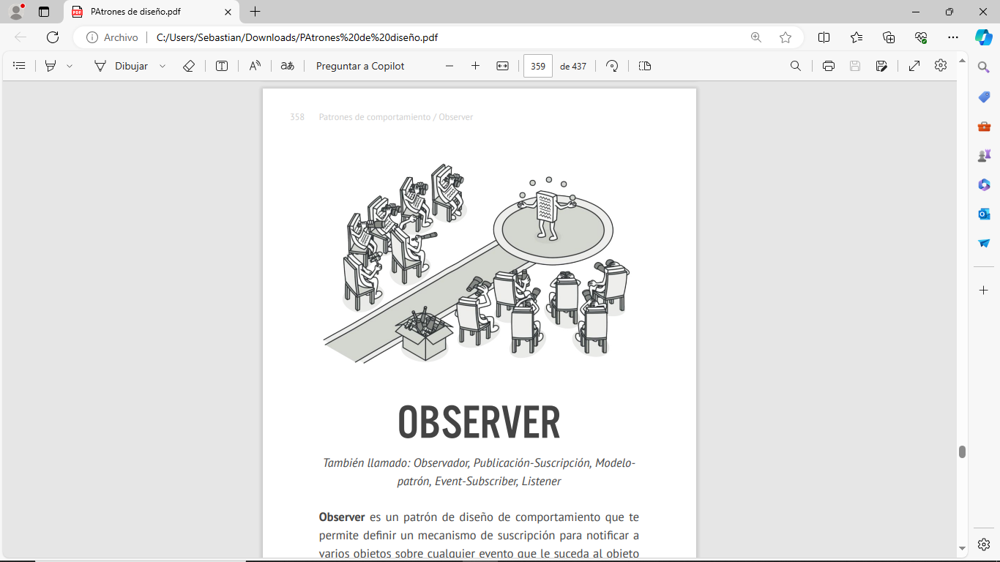 PAtrones de diseño.pdf
Archivo
C:/Users/Sebastian/Downloads/PAtrones%20de%20diseño.pdf
Dibujar
aあ
Preguntar a Copilot
359
de 437
358 Patrones de comportamiento / Observer
OBSERVER
También llamado: Observador, Publicación-Suscripción, Modelo-
patrón, Event-Subscriber, Listener
Observer es un patrón de diseño de comportamiento que te
permite definir un mecanismo de suscripción para notificar a
varios objetos sobre cualquier evento que le suceda al objeto